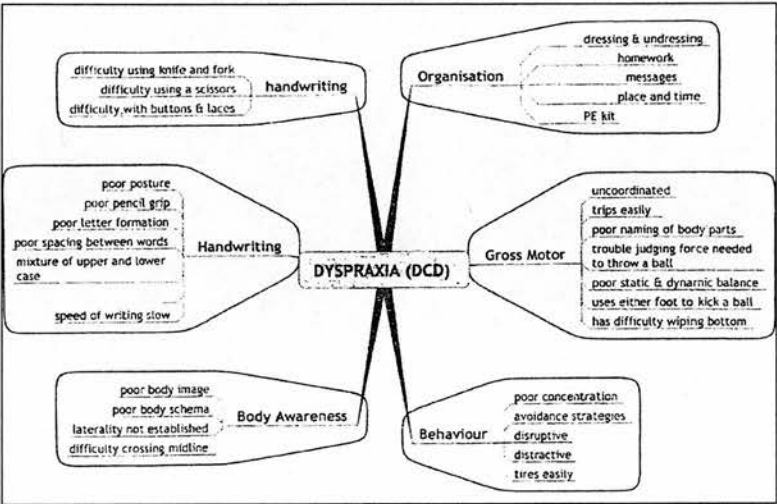 DYSPRAXIA (DCD)
handwriting
difficulty using knife and fork
difficulty using a scissors
difficulty with buttons & laces
Organisation
dressing & undressing
homework
messages
place and time
PE kit
Handwriting
poor posture
poor pencil grip
poor letter formation
poor spacing between words
mixture of upper and lower
case
speed of writing slow
Gross Motor
uncoordinated
trips easily
poor naming of body parts
trouble judging force needed
to throw a ball
poor static & dynamic balance
uses either foot to kick a ball
has difficulty wiping bottom
Body Awareness
poor body image
poor body schema
laterality not established
difficulty crossing midline
Behaviour
poor concentration
avoidance strategies
disruptive
distractive
tires easily